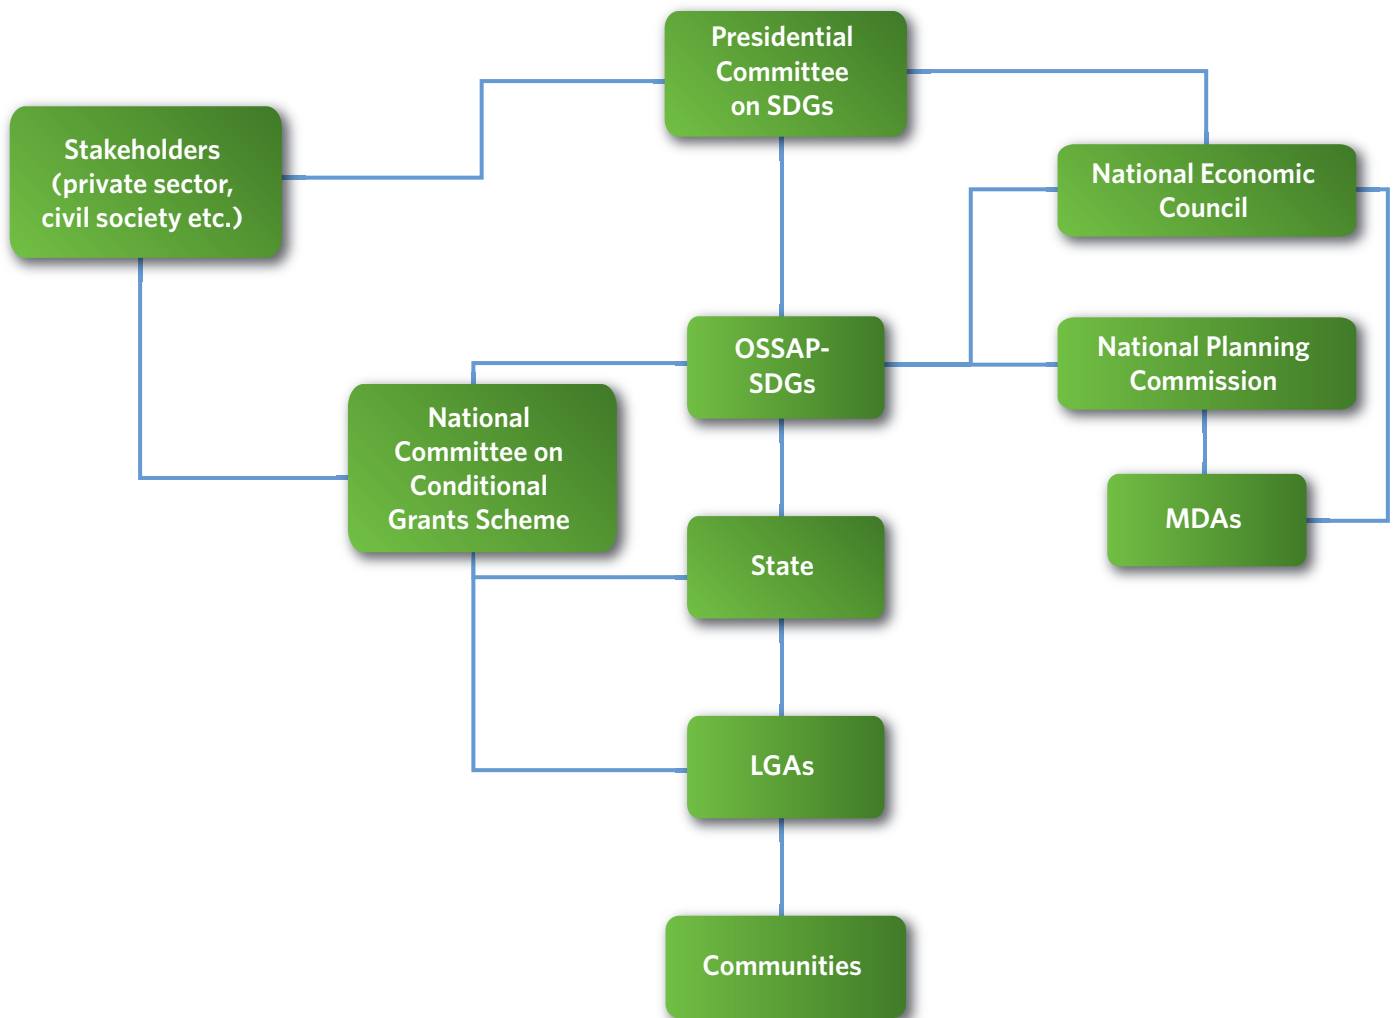 Presidential
Committee
on SDGs
Stakeholders
(private sector,
civil society etc.)
National Economic
Council
OSSAP-
SDGs
National Planning
Commission
National
Committee on
Conditional
Grants Scheme
MDAs
State
LGAs
Communities